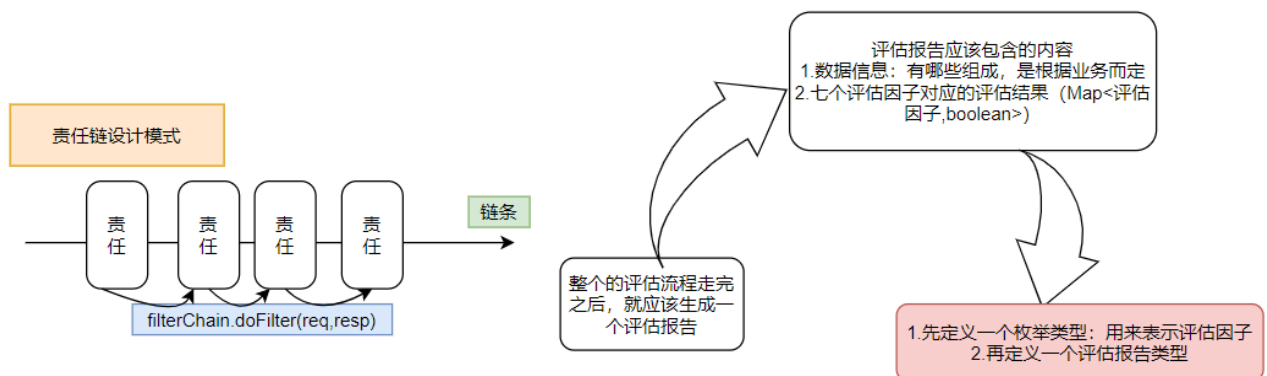 责任链设计模式
责
任
责
任
责
任
责
任
链条
filterChain.doFilter(req,resp)
整个的评估流程走完
之后，就应该生成一
个评估报告
评估报告应该包含的内容
1.数据信息：有哪些组成，是根据业务而定
2.七个评估因子对应的评估结果（Map<评估
因子,boolean>）
1.先定义一个枚举类型：用来表示评估因子
2.再定义一个评估报告类型